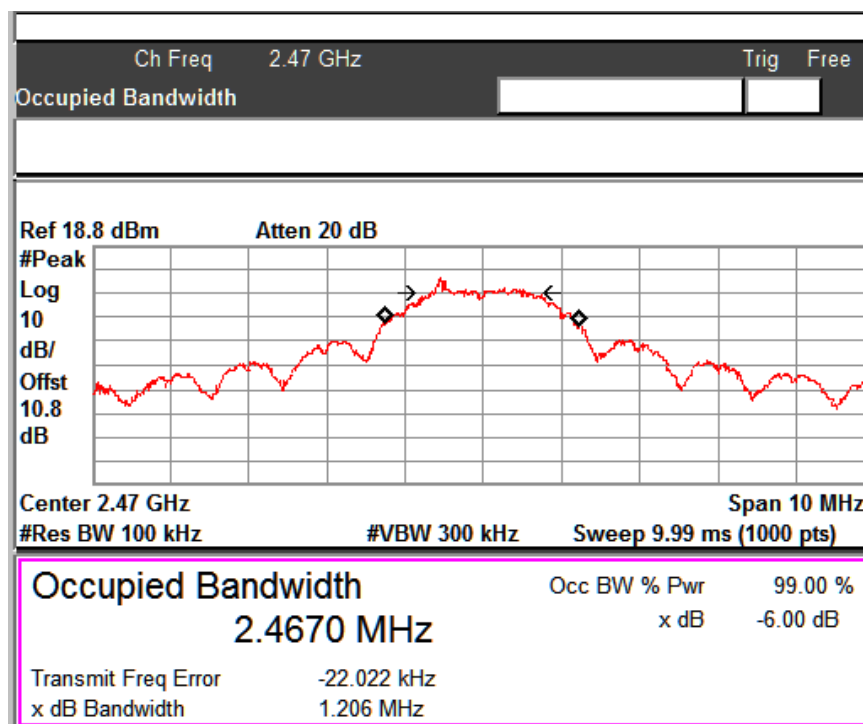 Ch Freq 2.47 GHz Trig Free
Occupied Bandwidth
Ref 18.8 dBm Atten 20 dB
#Peak
Log
10
dB/
Offset
10.8
dB
Center 2.47 GHz Span 10 MHz
#Res BW 100 kHz #VBW 300 kHz Sweep 9.99 ms (1000 pts)
Occupied Bandwidth Occ BW % Pwr 99.00 %
2.4670 MHz x dB -6.00 dB
Transmit Freq Error -22.022 kHz
x dB Bandwidth 1.206 MHz